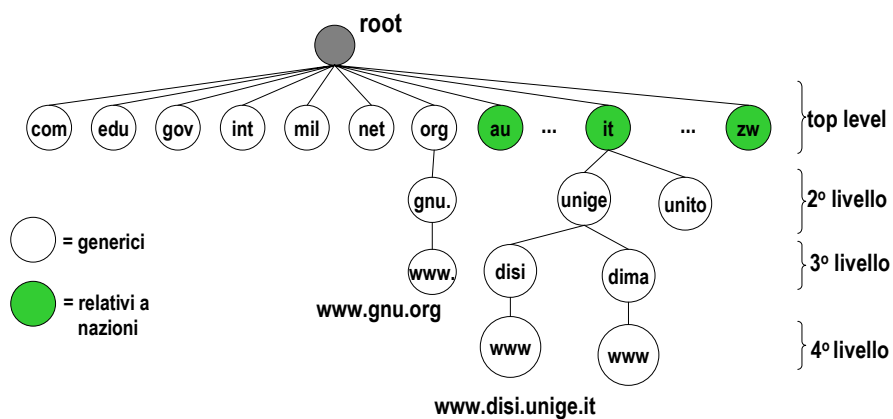 root
com edu gov int mil net org au ... it ... zw
top level
gnu. unige unito
2º livello
= generici
www. disi dima
3º livello
= relativi a
nazioni
www.gnu.org
www www
4º livello
www.disi.unige.it